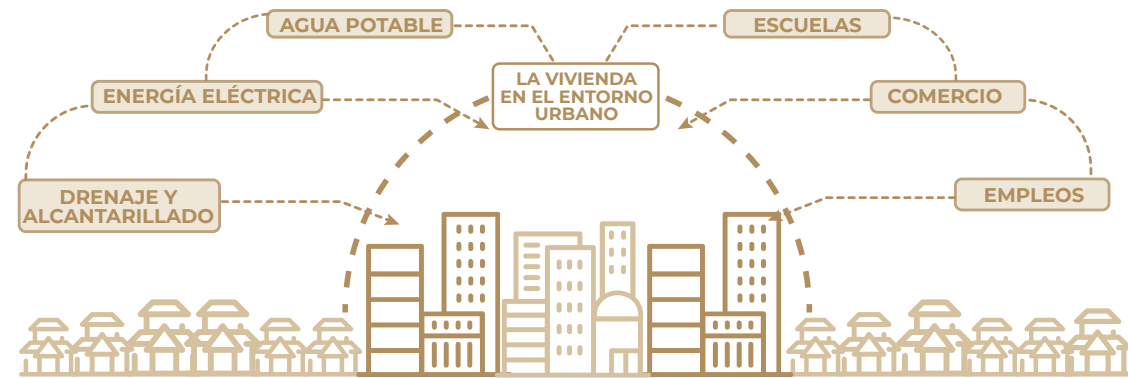 AGUA POTABLE
ESCUELAS
LA VIVIENDA
EN EL ENTORNO
URBANO
ENERGÍA ELÉCTRICA
COMERCIO
DRENAJE Y
ALCANTARILLADO
EMPLEOS